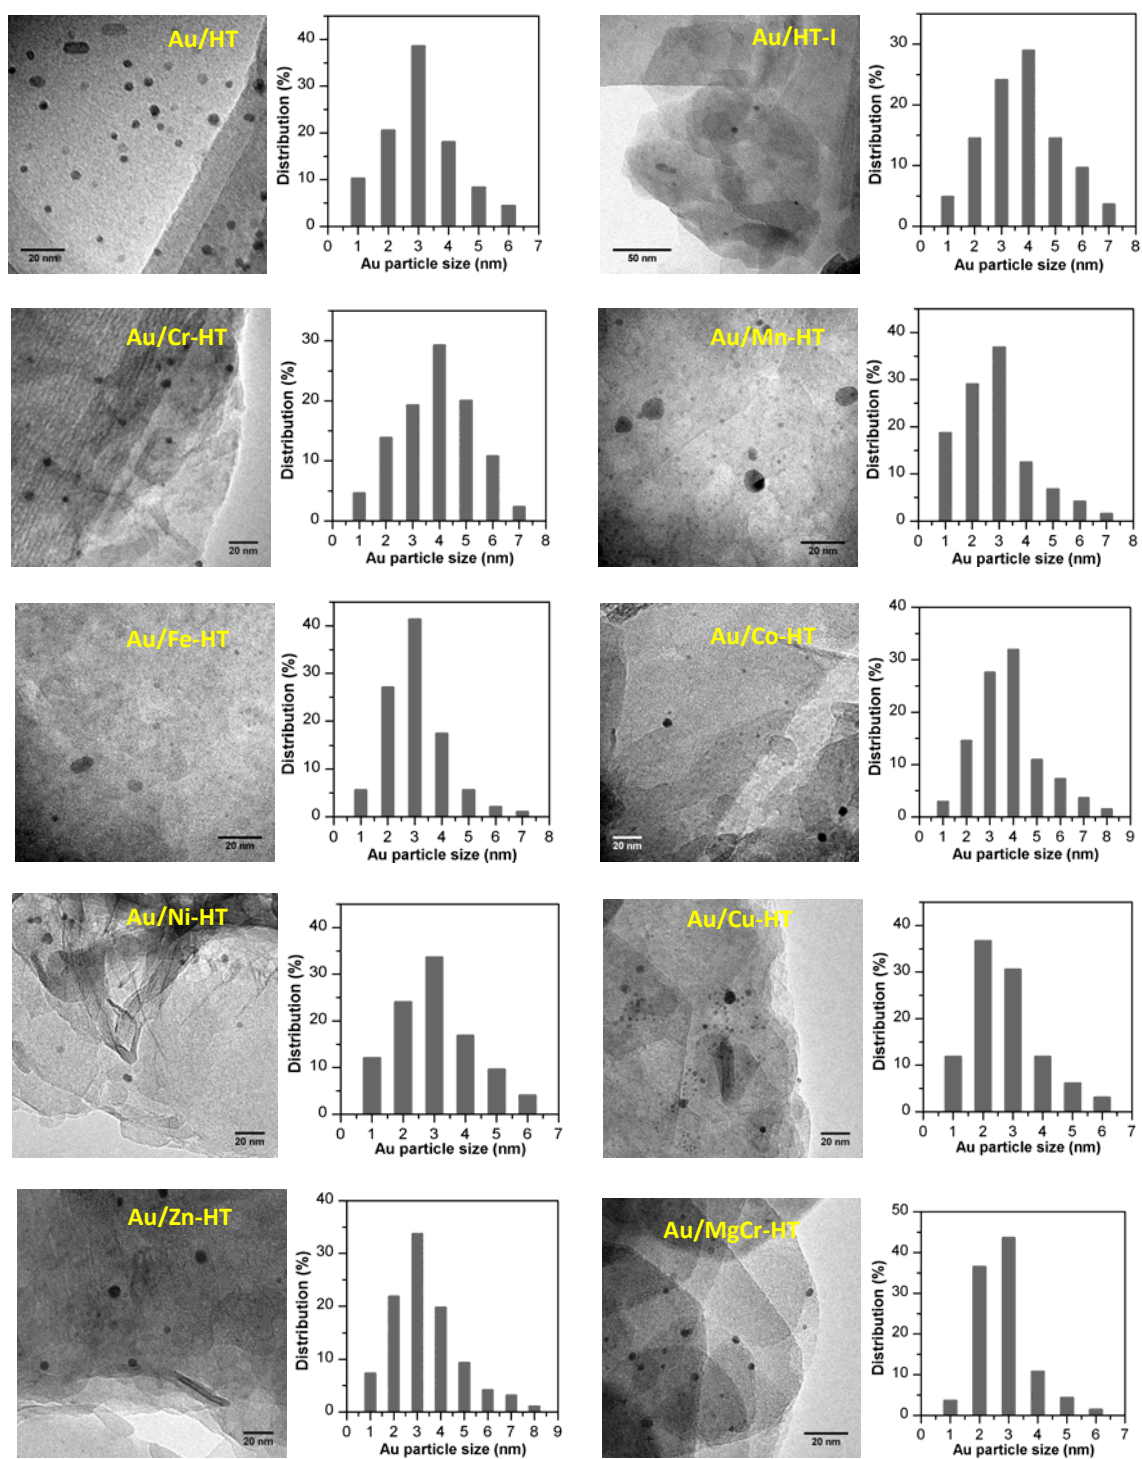 Au/HT
20 nm
Distribution (%)
40
30
20
10
0
0 1 2 3 4 5 6 7
Au particle size (nm)
Au/HT-I
50 nm
Distribution (%)
30
20
10
0
0 1 2 3 4 5 6 7 8
Au particle size (nm)
Au/Cr-HT
20 nm
Distribution (%)
30
20
10
0
0 1 2 3 4 5 6 7 8
Au particle size (nm)
Au/Mn-HT
20 nm
Distribution (%)
40
30
20
10
0
0 1 2 3 4 5 6 7 8
Au particle size (nm)
Au/Fe-HT
20 nm
Distribution (%)
40
30
20
10
0
0 1 2 3 4 5 6 7 8
Au particle size (nm)
Au/Co-HT
20 nm
Distribution (%)
40
30
20
10
0
0 1 2 3 4 5 6 7 8 9
Au particle size (nm)
Au/Ni-HT
20 nm
Distribution (%)
40
30
20
10
0
0 1 2 3 4 5 6 7
Au particle size (nm)
Au/Cu-HT
20 nm
Distribution (%)
40
30
20
10
0
0 1 2 3 4 5 6 7
Au particle size (nm)
Au/Zn-HT
20 nm
Distribution (%)
40
30
20
10
0
0 1 2 3 4 5 6 7 8 9
Au particle size (nm)
Au/MgCr-HT
20 nm
Distribution (%)
50
40
30
20
10
0
0 1 2 3 4 5 6 7
Au particle size (nm)